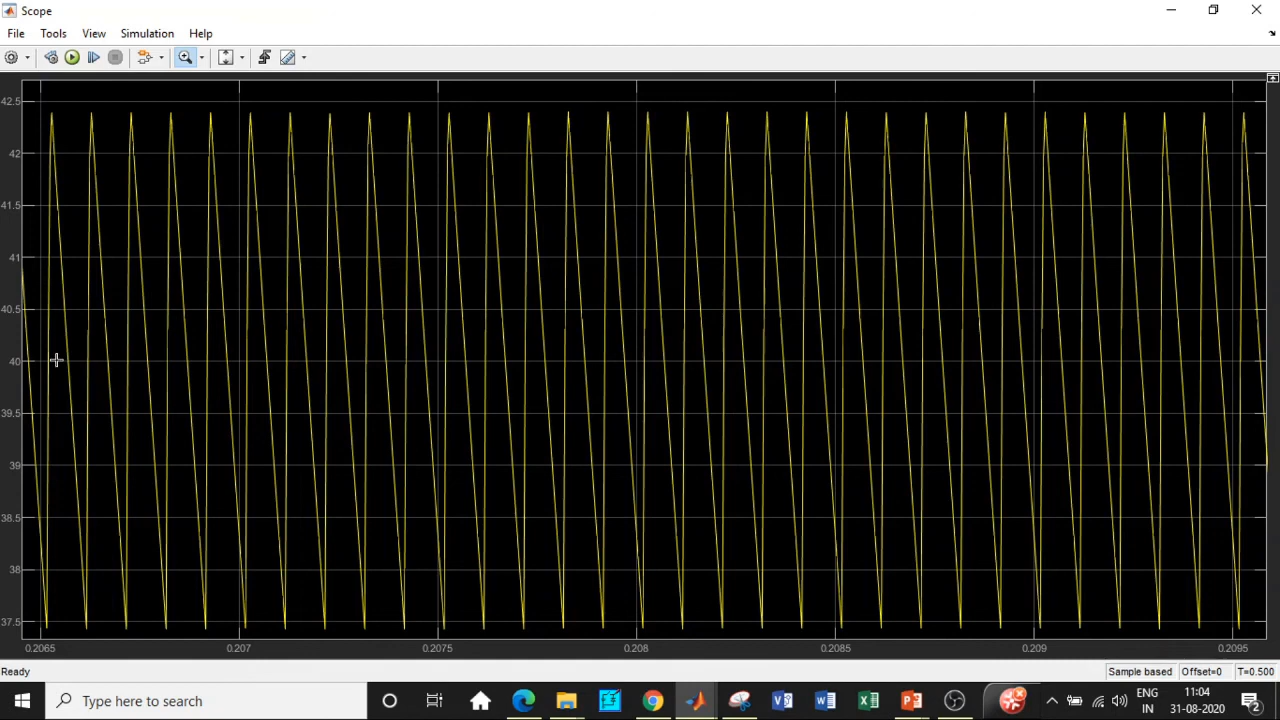 Scope
File Tools View Simulation Help
42.5
42
41.5
41
40.5
40
39.5
39
38.5
38
37.5
0.2065 0.207 0.2075 0.208 0.2085 0.209 0.2095
Ready Sample based Offset=0 T=0.500
Type here to search
ENG
IN
11:04
31-08-2020
2